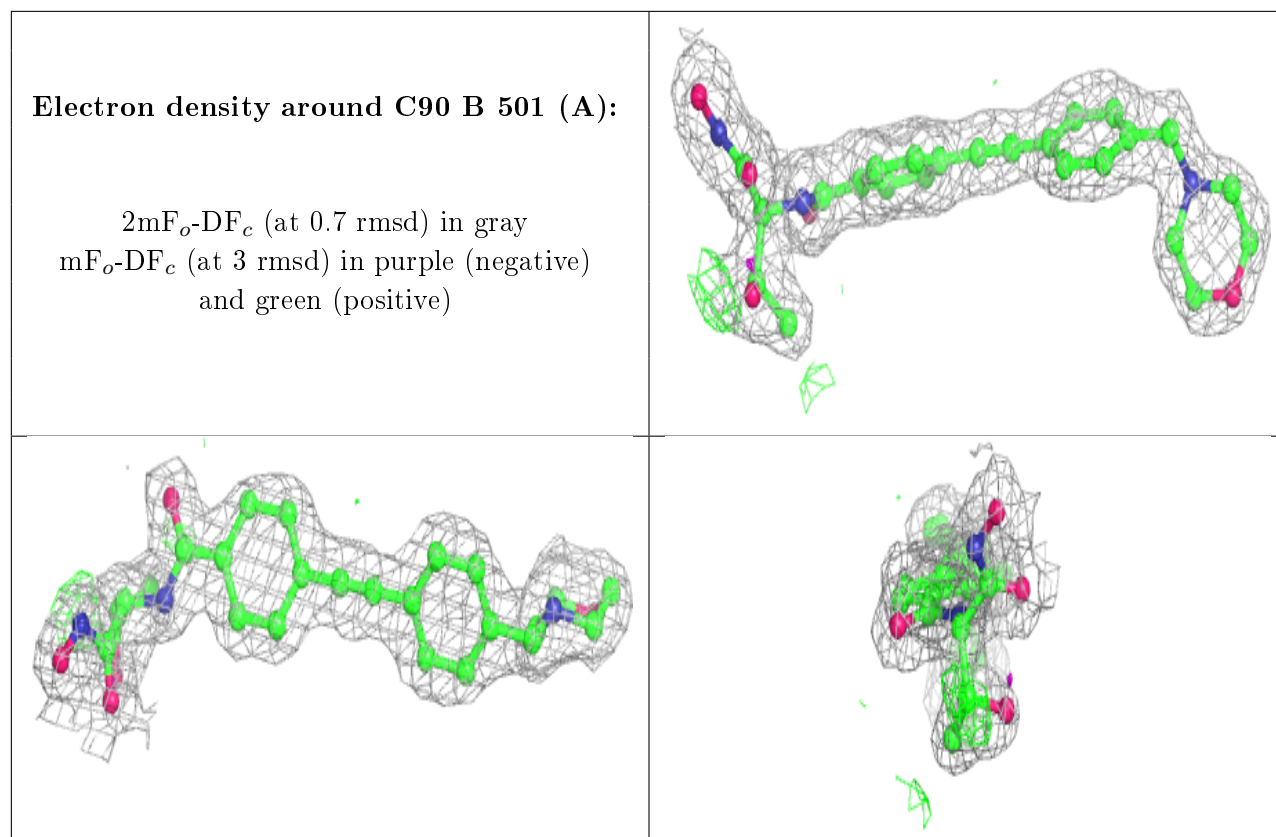 Electron density around C90 B 501 (A):
2mFₒ-DF𝒸 (at 0.7 rmsd) in gray
mFₒ-DF𝒸 (at 3 rmsd) in purple (negative)
and green (positive)